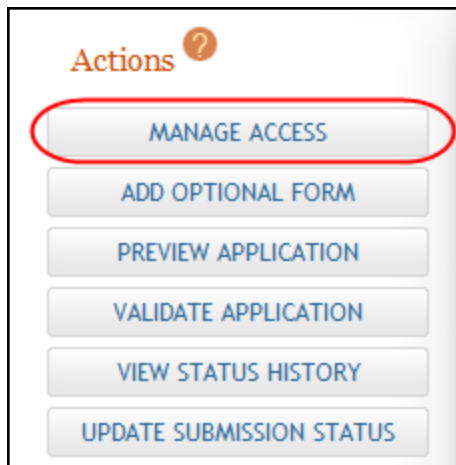 Actions ?
MANAGE ACCESS
ADD OPTIONAL FORM
PREVIEW APPLICATION
VALIDATE APPLICATION
VIEW STATUS HISTORY
UPDATE SUBMISSION STATUS